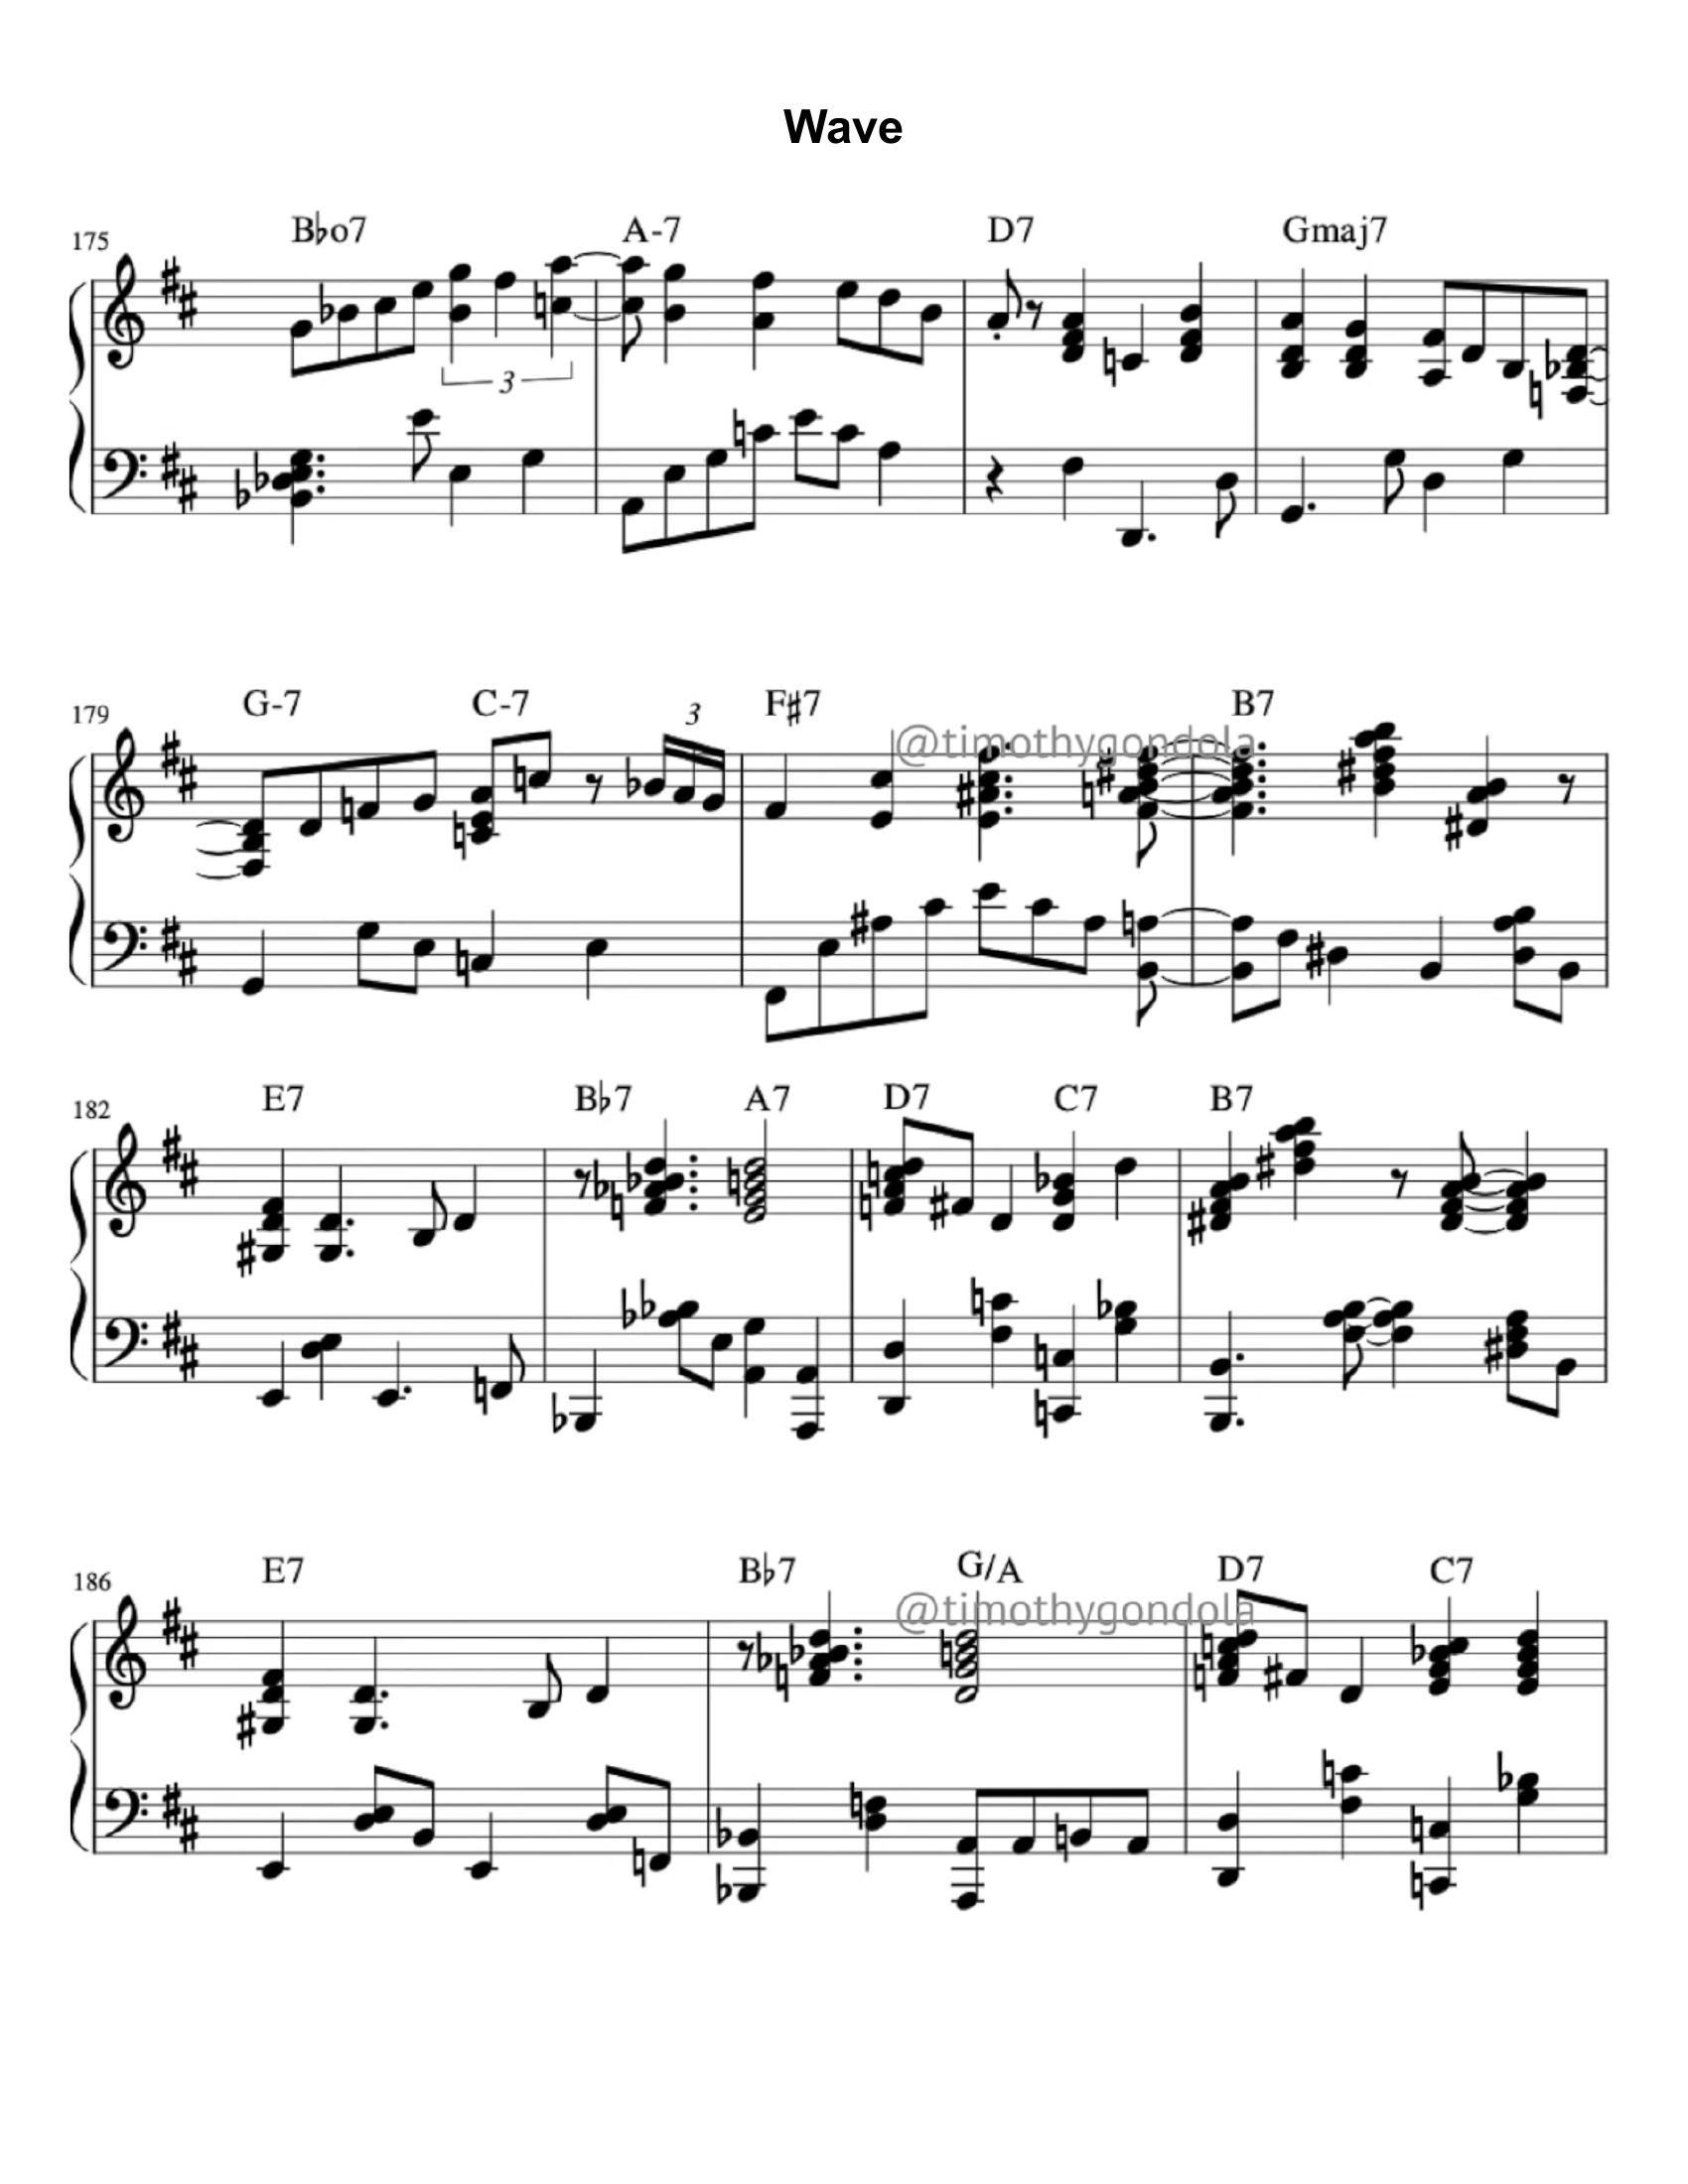 Wave
175 B♭o7 A-7 D7 Gmaj7
3
179 G-7 C-7 F♯7 B7
3
@timothygondola
182 E7 B♭7 A7 D7 C7 B7
186 E7 B♭7 G/A D7 C7
@timothygondola